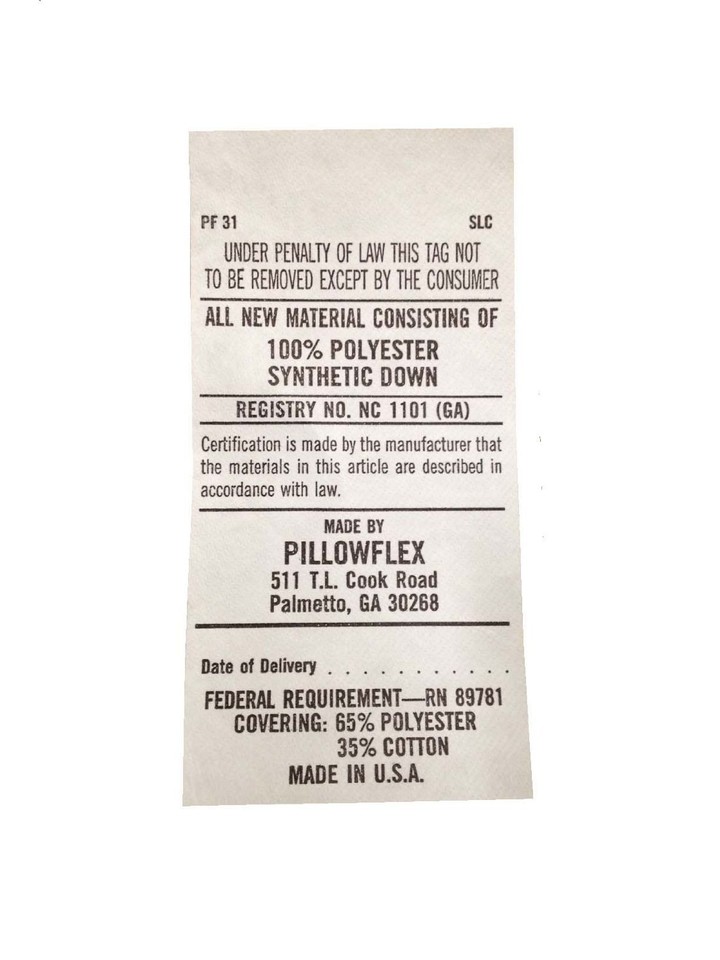 PF 31 SLC
UNDER PENALTY OF LAW THIS TAG NOT
TO BE REMOVED EXCEPT BY THE CONSUMER
ALL NEW MATERIAL CONSISTING OF
100% POLYESTER
SYNTHETIC DOWN
REGISTRY NO. NC 1101 (GA)
Certification is made by the manufacturer that
the materials in this article are described in
accordance with law.
MADE BY
PILLOWFLEX
511 T.L. Cook Road
Palmetto, GA 30268
Date of Delivery . . . . . . . . . . .
FEDERAL REQUIREMENT—RN 89781
COVERING: 65% POLYESTER
35% COTTON
MADE IN U.S.A.